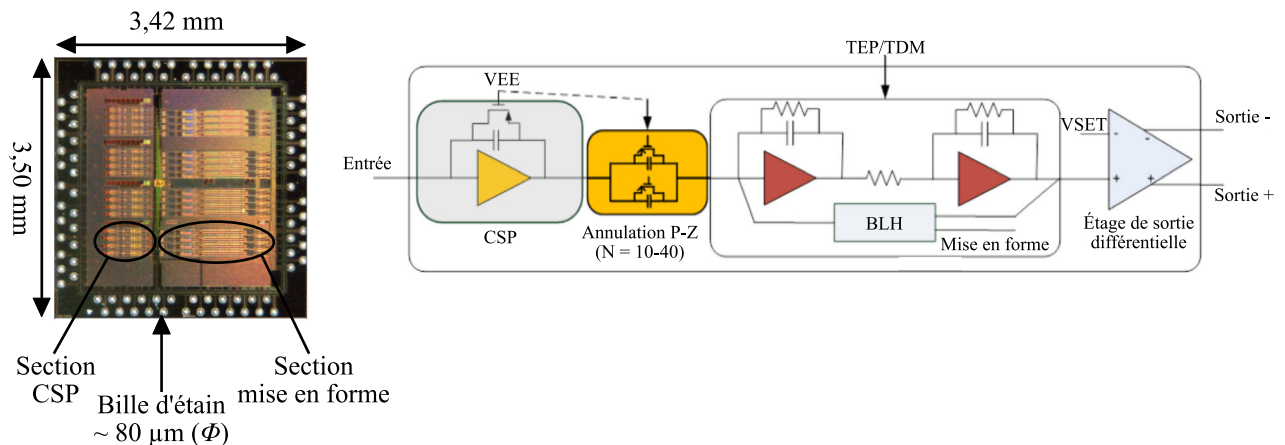 3,42 mm
3,50 mm
Section
CSP
Bille d'étain
~ 80 µm (Φ)
Section
mise en forme
TEP/TDM
VEE
Entrée
CSP
Annulation P-Z
(N = 10-40)
BLH
Mise en forme
VSET
-
-
+
+
Sortie -
Sortie +
Étage de sortie
différentielle